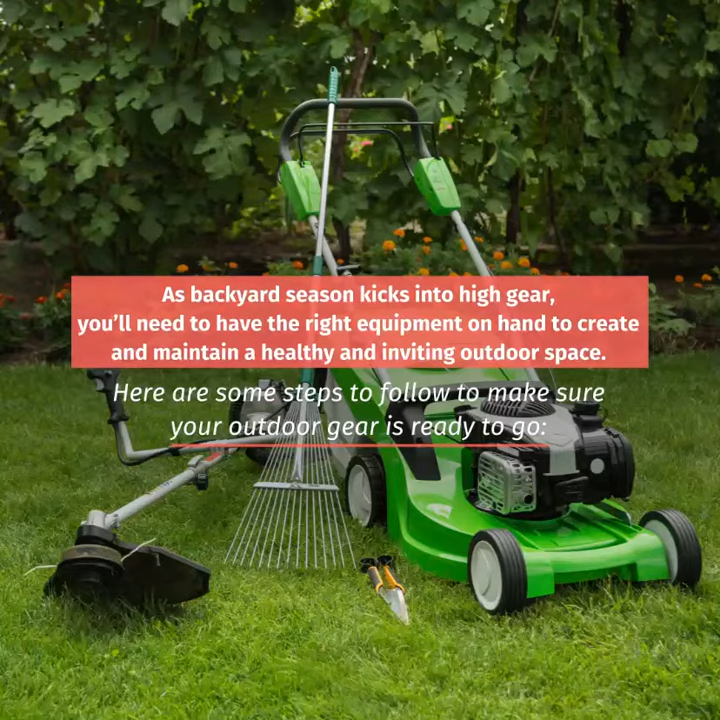 As backyard season kicks into high gear,
you’ll need to have the right equipment on hand to create
and maintain a healthy and inviting outdoor space.
Here are some steps to follow to make sure
your outdoor gear is ready to go: